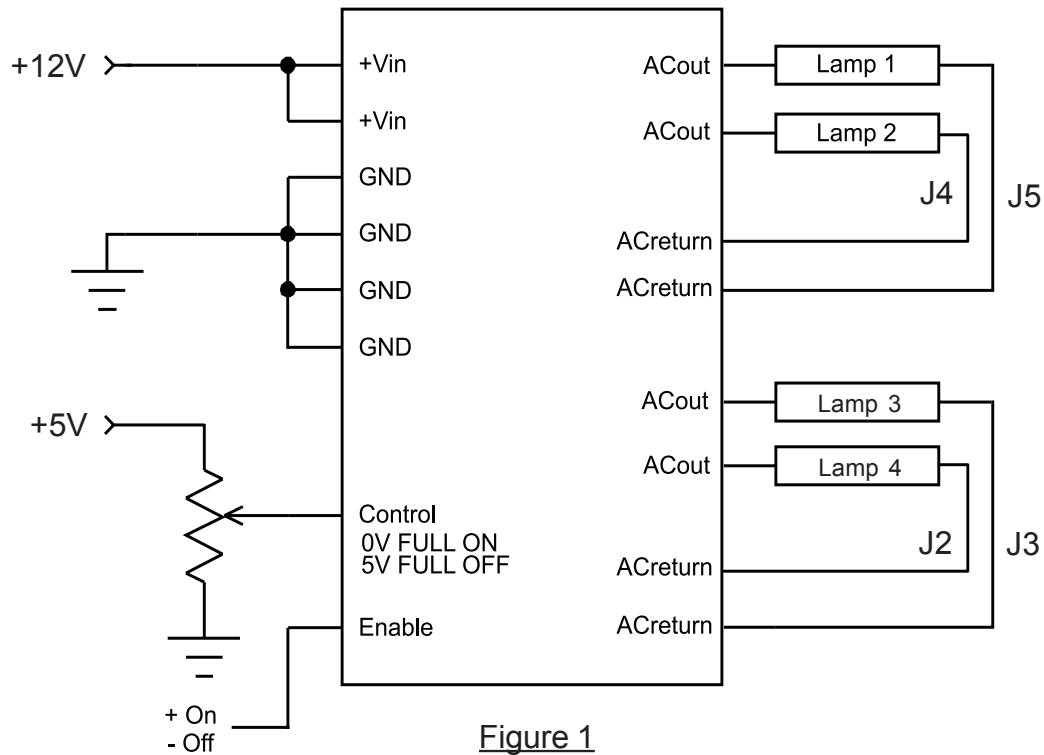 +12V
+Vin
+Vin
GND
GND
GND
GND
+5V
Control
0V FULL ON
5V FULL OFF
Enable
+ On
- Off
ACout
Lamp 1
ACout
Lamp 2
J4
J5
ACreturn
ACreturn
ACout
Lamp 3
ACout
Lamp 4
J2
J3
ACreturn
ACreturn
Figure 1